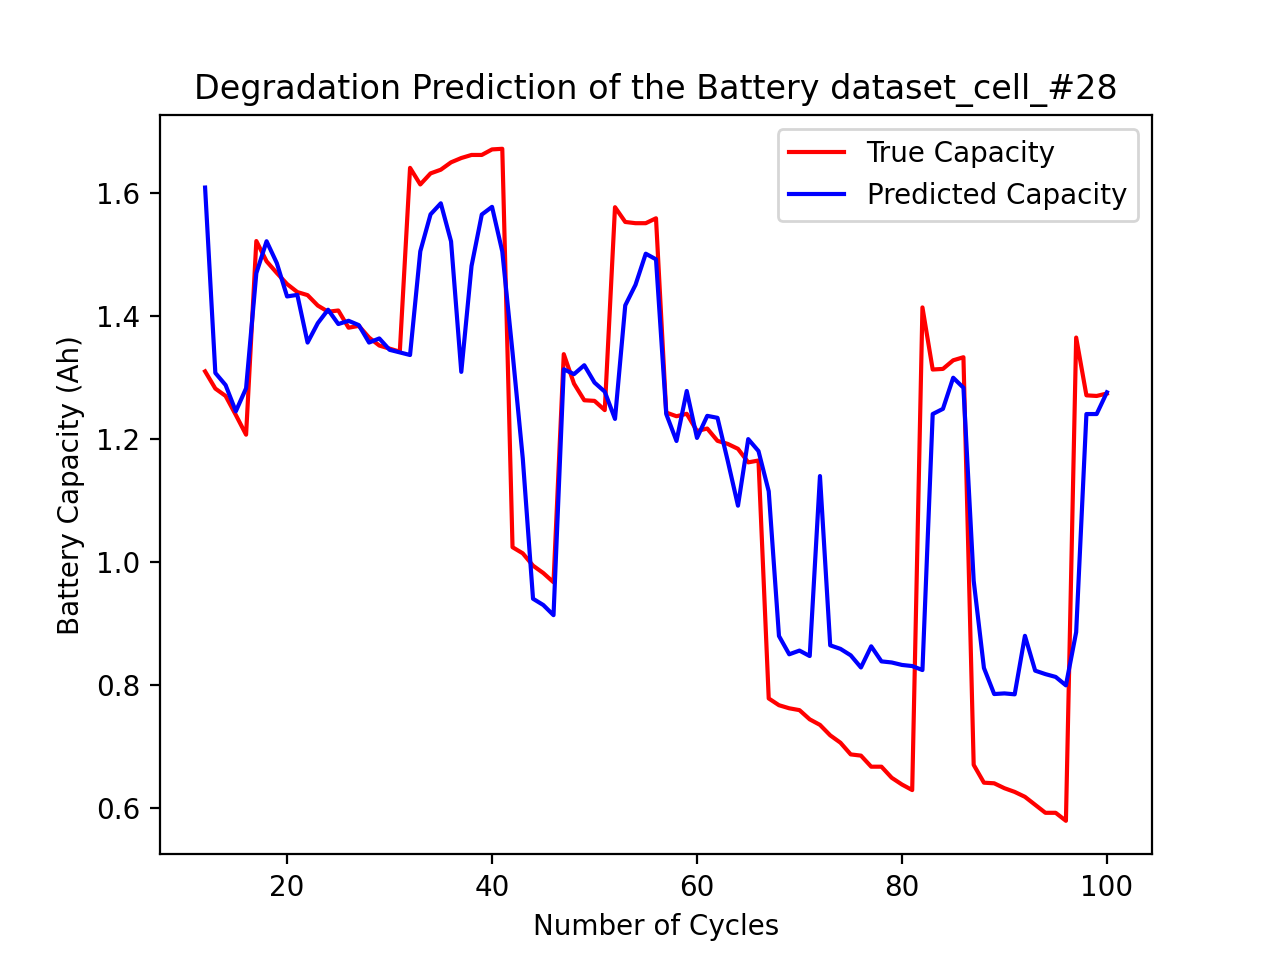 Degradation Prediction of the Battery dataset_cell_#28
True Capacity
Predicted Capacity
Battery Capacity (Ah)
1.6
1.4
1.2
1.0
0.8
0.6
20 40 60 80 100
Number of Cycles